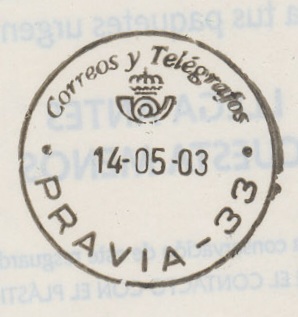 Correos y Telégrafos
14-05-03
PRAVIA-33